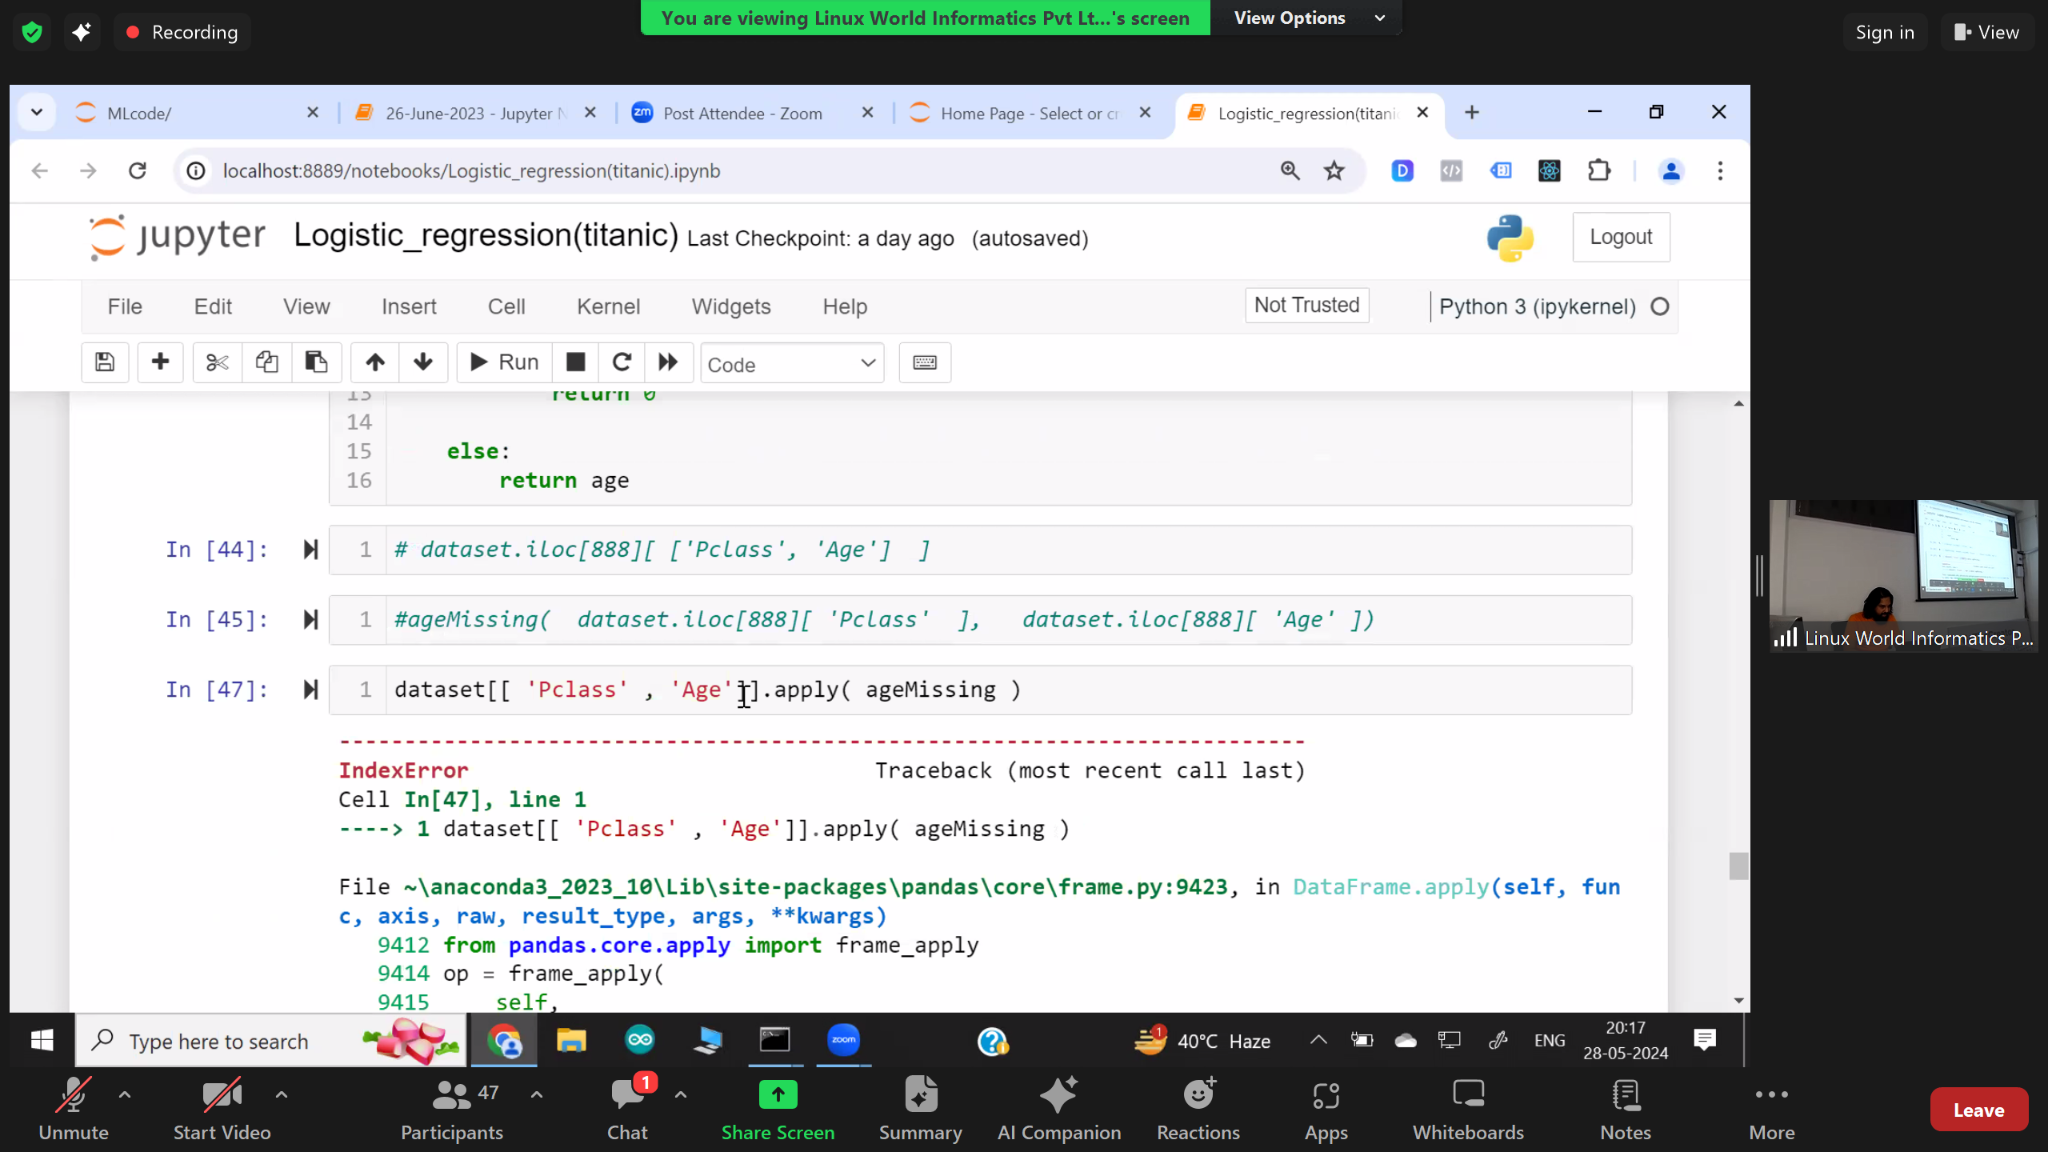 Recording
You are viewing Linux World Informatics Pvt Lt...'s screen
View Options
Sign in
View
MLcode/
26-June-2023 - Jupyter N
zm
Post Attendee - Zoom
Home Page - Select or cr
Logistic_regression(titani
localhost:8889/notebooks/Logistic_regression(titanic).ipynb
D
jupyter
Logistic_regression(titanic)
Last Checkpoint: a day ago (autosaved)
Logout
File
Edit
View
Insert
Cell
Kernel
Widgets
Help
Not Trusted
Python 3 (ipykernel)
Run
Code
13 return 0
14
15 else:
16 return age
In [44]: 1 # dataset.iloc[888][ ['Pclass', 'Age'] ]
In [45]: 1 #ageMissing( dataset.iloc[888][ 'Pclass' ], dataset.iloc[888][ 'Age' ])
In [47]: 1 dataset[[ 'Pclass' , 'Age']].apply( ageMissing )
---------------------------------------------------------------------------
IndexError Traceback (most recent call last)
Cell In[47], line 1
----> 1 dataset[[ 'Pclass' , 'Age']].apply( ageMissing )
File ~\anaconda3_2023_10\Lib\site-packages\pandas\core\frame.py:9423, in DataFrame.apply(self, fun
c, axis, raw, result_type, args, **kwargs)
9412 from pandas.core.apply import frame_apply
9414 op = frame_apply(
9415 self,
Linux World Informatics P...
Type here to search
zoom
1
40°C Haze
ENG
20:17
28-05-2024
Unmute
Start Video
47
Participants
1
Chat
Share Screen
Summary
AI Companion
Reactions
Apps
Whiteboards
Notes
More
Leave